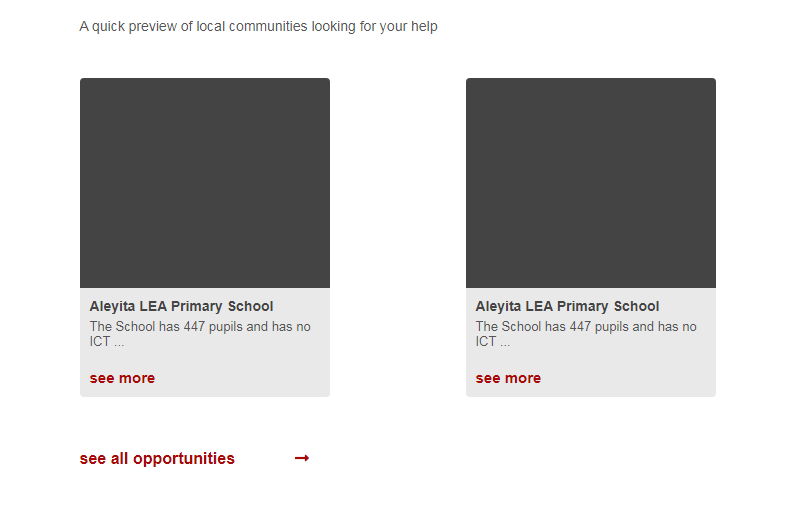 A quick preview of local communities looking for your help
Aleyita LEA Primary School
The School has 447 pupils and has no
ICT ...
see more
Aleyita LEA Primary School
The School has 447 pupils and has no
ICT ...
see more
see all opportunities →